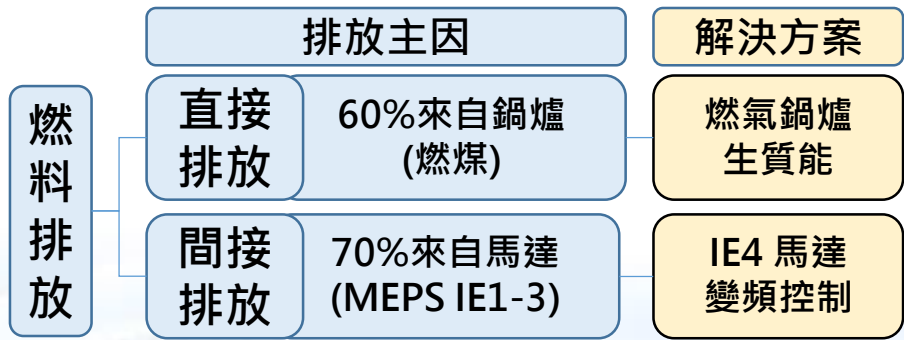 排放主因
解決方案
燃
料
排
放
直接
排放
60%來自鍋爐
(燃煤)
燃氣鍋爐
生質能
間接
排放
70%來自馬達
(MEPS IE1-3)
IE4 馬達
變頻控制